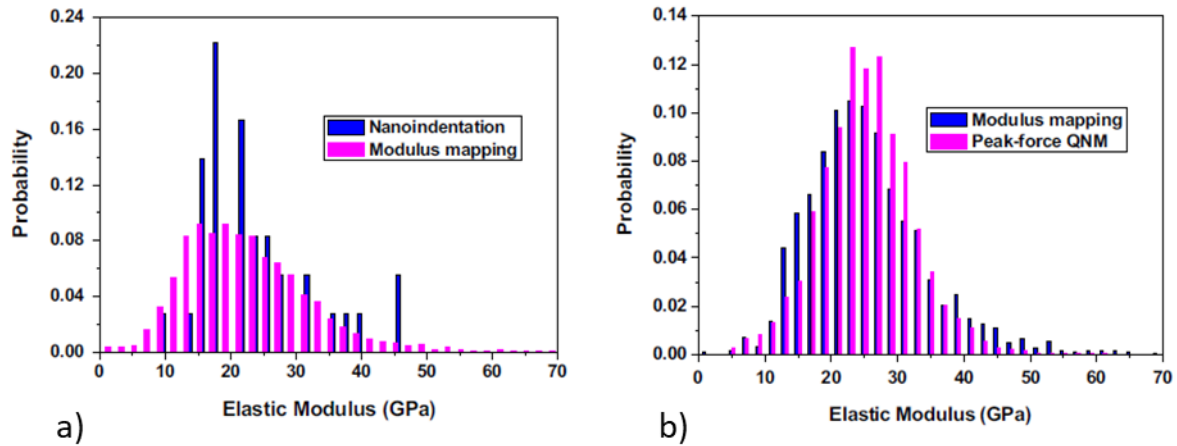 0.24
0.20
0.16
0.12
0.08
0.04
0.00
Probability
Nanoindentation
Modulus mapping
0 10 20 30 40 50 60 70
Elastic Modulus (GPa)
a)
0.14
0.12
0.10
0.08
0.06
0.04
0.02
0.00
Probability
Modulus mapping
Peak-force QNM
0 10 20 30 40 50 60 70
Elastic Modulus (GPa)
b)